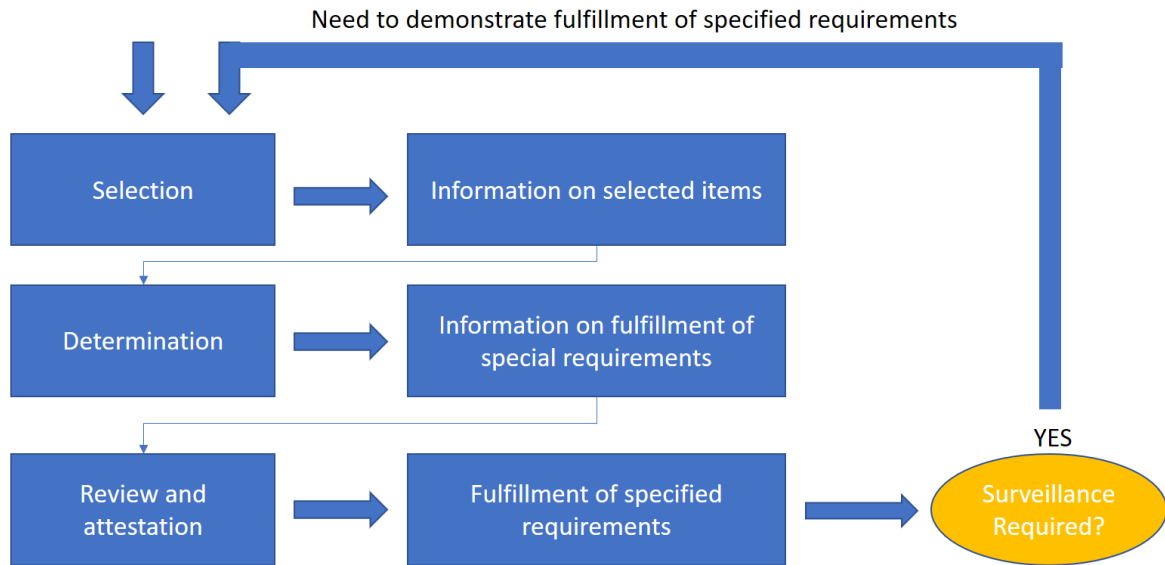 Need to demonstrate fulfillment of specified requirements
Selection
Information on selected items
Determination
Information on fulfillment of
special requirements
YES
Review and
attestation
Fulfillment of specified
requirements
Surveillance
Required?